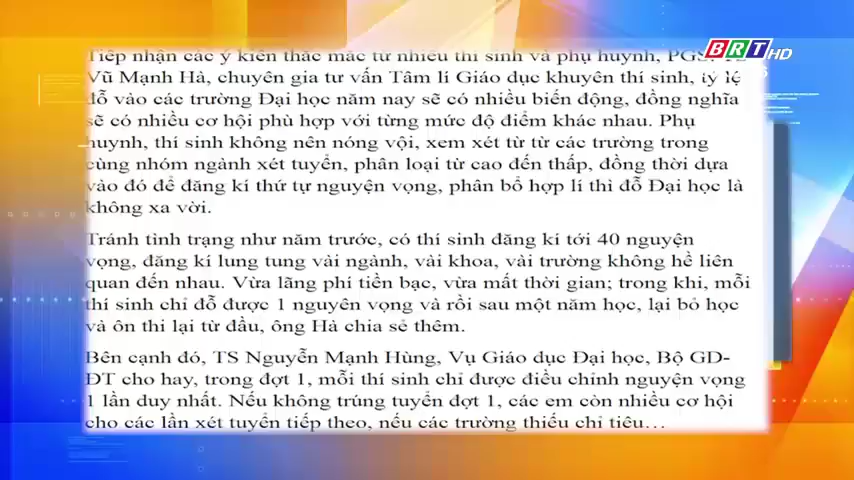 BRT HD
Tiếp nhận các ý kiến thắc mắc từ nhiều thí sinh và phụ huynh, PGS.
Vũ Mạnh Hà, chuyên gia tư vấn Tâm lí Giáo dục khuyên thí sinh, tỷ lệ
đỗ vào các trường Đại học năm nay sẽ có nhiều biến động, đồng nghĩa
sẽ có nhiều cơ hội phù hợp với từng mức độ điểm khác nhau. Phụ
huynh, thí sinh không nên nóng vội, xem xét từ từ các trường trong
cùng nhóm ngành xét tuyển, phân loại từ cao đến thấp, đồng thời dựa
vào đó để đăng kí thứ tự nguyện vọng, phân bổ hợp lí thì đỗ Đại học là
không xa vời.
Tránh tình trạng như năm trước, có thí sinh đăng kí tới 40 nguyện
vọng, đăng kí lung tung vài ngành, vài khoa, vài trường không hề liên
quan đến nhau. Vừa lãng phí tiền bạc, vừa mất thời gian; trong khi, mỗi
thí sinh chỉ đỗ được 1 nguyên vọng và rồi sau một năm học, lại bỏ học
và ôn thi lại từ đầu, ông Hà chia sẻ thêm.
Bên cạnh đó, TS Nguyễn Mạnh Hùng, Vụ Giáo dục Đại học, Bộ GD-
ĐT cho hay, trong đợt 1, mỗi thí sinh chỉ được điều chỉnh nguyện vọng
1 lần duy nhất. Nếu không trúng tuyển đợt 1, các em còn nhiều cơ hội
cho các lần xét tuyển tiếp theo, nếu các trường thiếu chỉ tiêu…